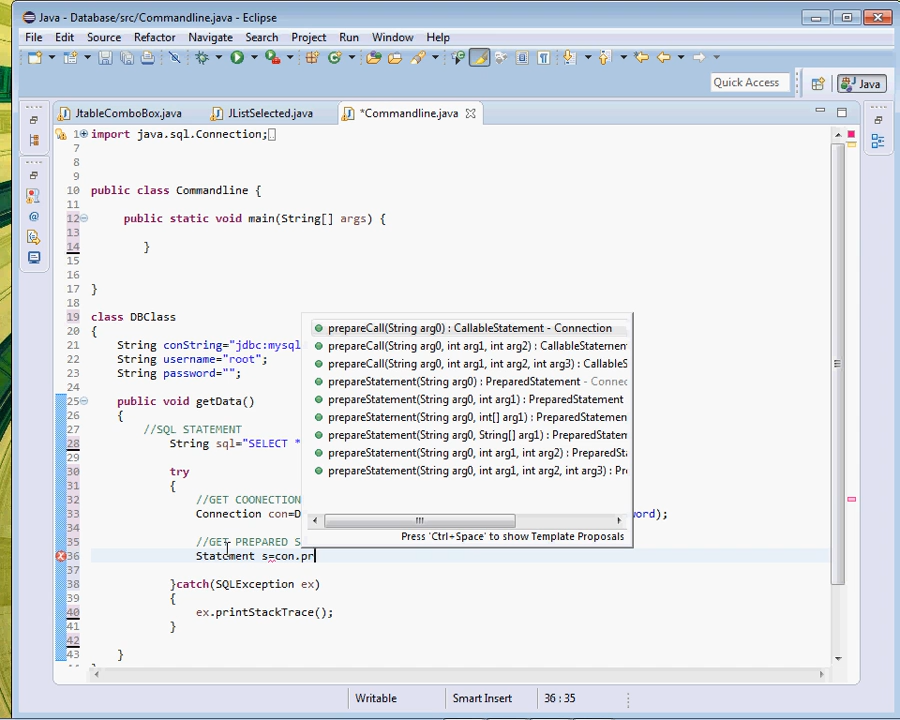 Java - Database/src/Commandline.java - Eclipse
File Edit Source Refactor Navigate Search Project Run Window Help
Quick Access Java
JtableComboBox.java JListSelected.java *Commandline.java
1 import java.sql.Connection;
7
8
9
10 public class Commandline {
11
12 public static void main(String[] args) {
13
14 }
15
16
17 }
18
19 class DBClass
20 {
21 String conString="jdbc:mysql
22 String username="root";
23 String password="";
24
25 public void getData()
26 {
27 //SQL STATEMENT
28 String sql="SELECT *
29
30 try
31 {
32 //GET COONECTION
33 Connection con=D word);
34
35 //GET PREPARED S
36 Statement s=con.pr
37
38 }catch(SQLException ex)
39 {
40 ex.printStackTrace();
41 }
42
43 }
44 }
prepareCall(String arg0) : CallableStatement - Connection
prepareCall(String arg0, int arg1, int arg2) : CallableStatement
prepareCall(String arg0, int arg1, int arg2, int arg3) : CallableS
prepareStatement(String arg0) : PreparedStatement - Connec
prepareStatement(String arg0, int arg1) : PreparedStatement
prepareStatement(String arg0, int[] arg1) : PreparedStatement
prepareStatement(String arg0, String[] arg1) : PreparedStatem
prepareStatement(String arg0, int arg1, int arg2) : PreparedSta
prepareStatement(String arg0, int arg1, int arg2, int arg3) : Pre
Press 'Ctrl+Space' to show Template Proposals
Writable Smart Insert 36 : 35